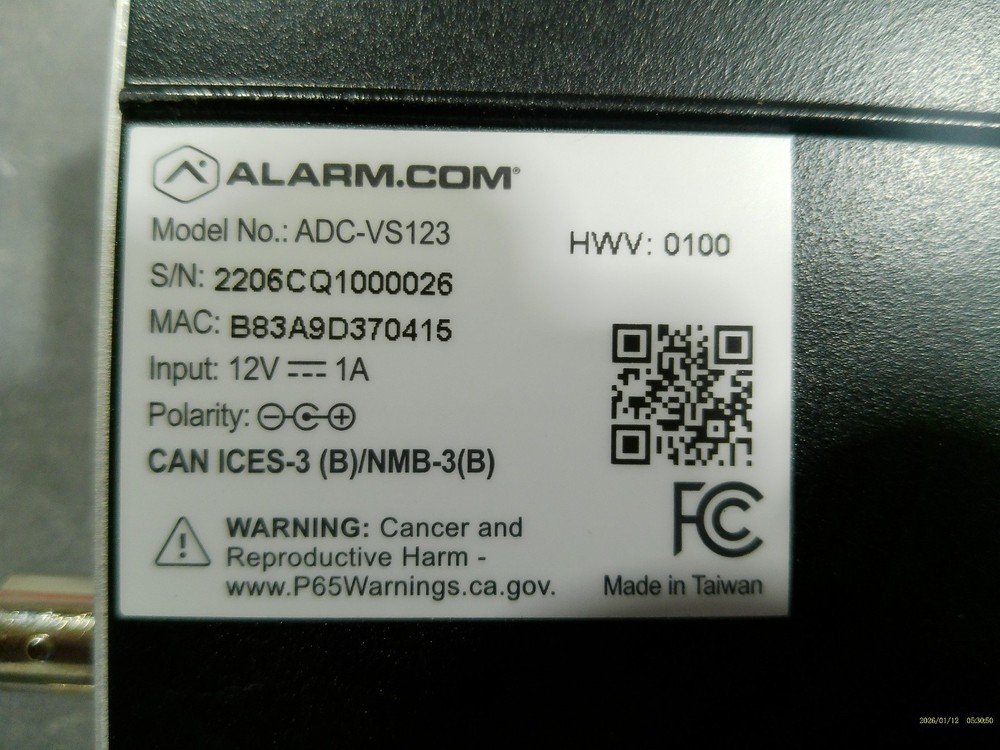 ALARM.COM®
Model No.: ADC-VS123
HWV: 0100
S/N: 2206CQ1000026
MAC: B83A9D370415
Input: 12V ⎓ 1A
Polarity:
CAN ICES-3 (B)/NMB-3(B)
WARNING: Cancer and
Reproductive Harm -
www.P65Warnings.ca.gov.
FC
Made in Taiwan
2026/01/12 05:30:50